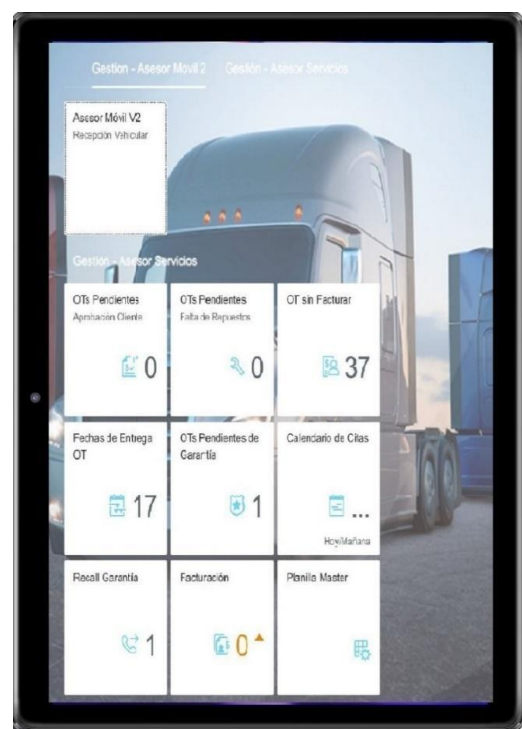 Gestion - Asesor Movil 2 Gestión - Asesor Servicios
Asesor Móvil V2
Recepción Vehicular
Gestion - Asesor Servicios
OTs Pendientes
Aprobación Cliente
0
OTs Pendientes
Falta de Repuestos
0
OT sin Facturar
37
Fechas de Entrega
OT
17
OTs Pendientes de
Garantía
1
Calendario de Citas
...
Hoy/Mañana
Recall Garantía
1
Facturación
0
Planilla Master